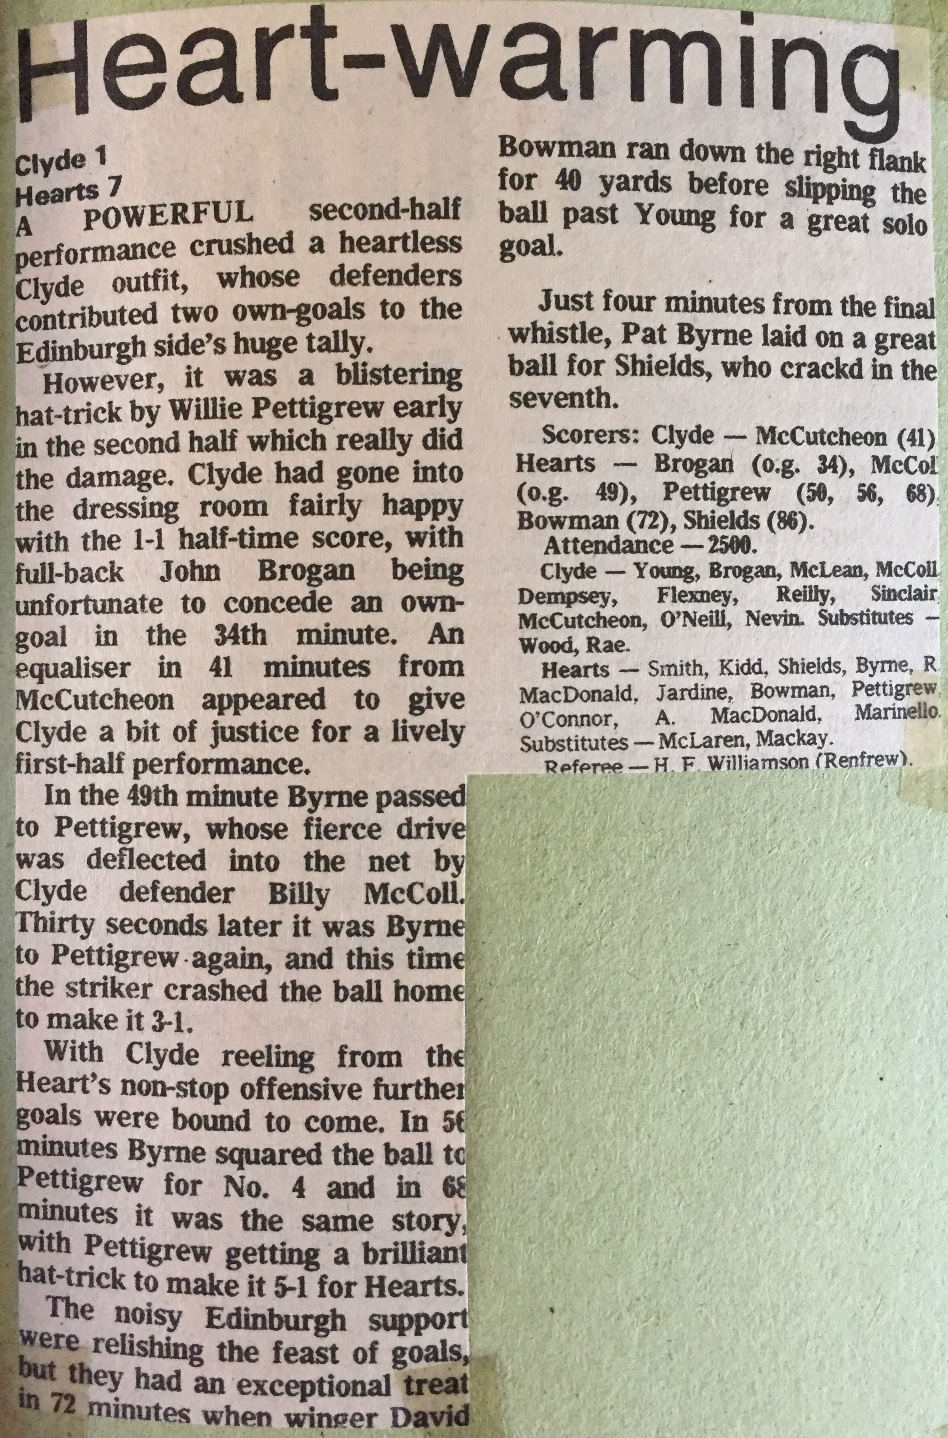 Heart-warming
Clyde 1
Hearts 7
A POWERFUL second-half
performance crushed a heartless
Clyde outfit, whose defenders
contributed two own-goals to the
Edinburgh side's huge tally.
However, it was a blistering
hat-trick by Willie Pettigrew early
in the second half which really did
the damage. Clyde had gone into
the dressing room fairly happy
with the 1-1 half-time score, with
full-back John Brogan being
unfortunate to concede an own-
goal in the 34th minute. An
equaliser in 41 minutes from
McCutcheon appeared to give
Clyde a bit of justice for a lively
first-half performance.
In the 49th minute Byrne passed
to Pettigrew, whose fierce drive
was deflected into the net by
Clyde defender Billy McColl.
Thirty seconds later it was Byrne
to Pettigrew again, and this time
the striker crashed the ball home
to make it 3-1.
With Clyde reeling from the
Heart's non-stop offensive further
goals were bound to come. In 56
minutes Byrne squared the ball to
Pettigrew for No. 4 and in 68
minutes it was the same story,
with Pettigrew getting a brilliant
hat-trick to make it 5-1 for Hearts.
The noisy Edinburgh support
were relishing the feast of goals,
but they had an exceptional treat
in 72 minutes when winger David
Bowman ran down the right flank
for 40 yards before slipping the
ball past Young for a great solo
goal.
Just four minutes from the final
whistle, Pat Byrne laid on a great
ball for Shields, who crackd in the
seventh.
Scorers: Clyde — McCutcheon (41)
Hearts — Brogan (o.g. 34), McCol
(o.g. 49), Pettigrew (50, 56, 68)
Bowman (72), Shields (86).
Attendance — 2500.
Clyde — Young, Brogan, McLean, McColl
Dempsey, Flexney, Reilly, Sinclair
McCutcheon, O'Neill, Nevin. Substitutes —
Wood, Rae.
Hearts — Smith, Kidd, Shields, Byrne, R
MacDonald, Jardine, Bowman, Pettigrew
O'Connor, A. MacDonald, Marinello.
Substitutes — McLaren, Mackay.
Referee — H. F. Williamson (Renfrew).